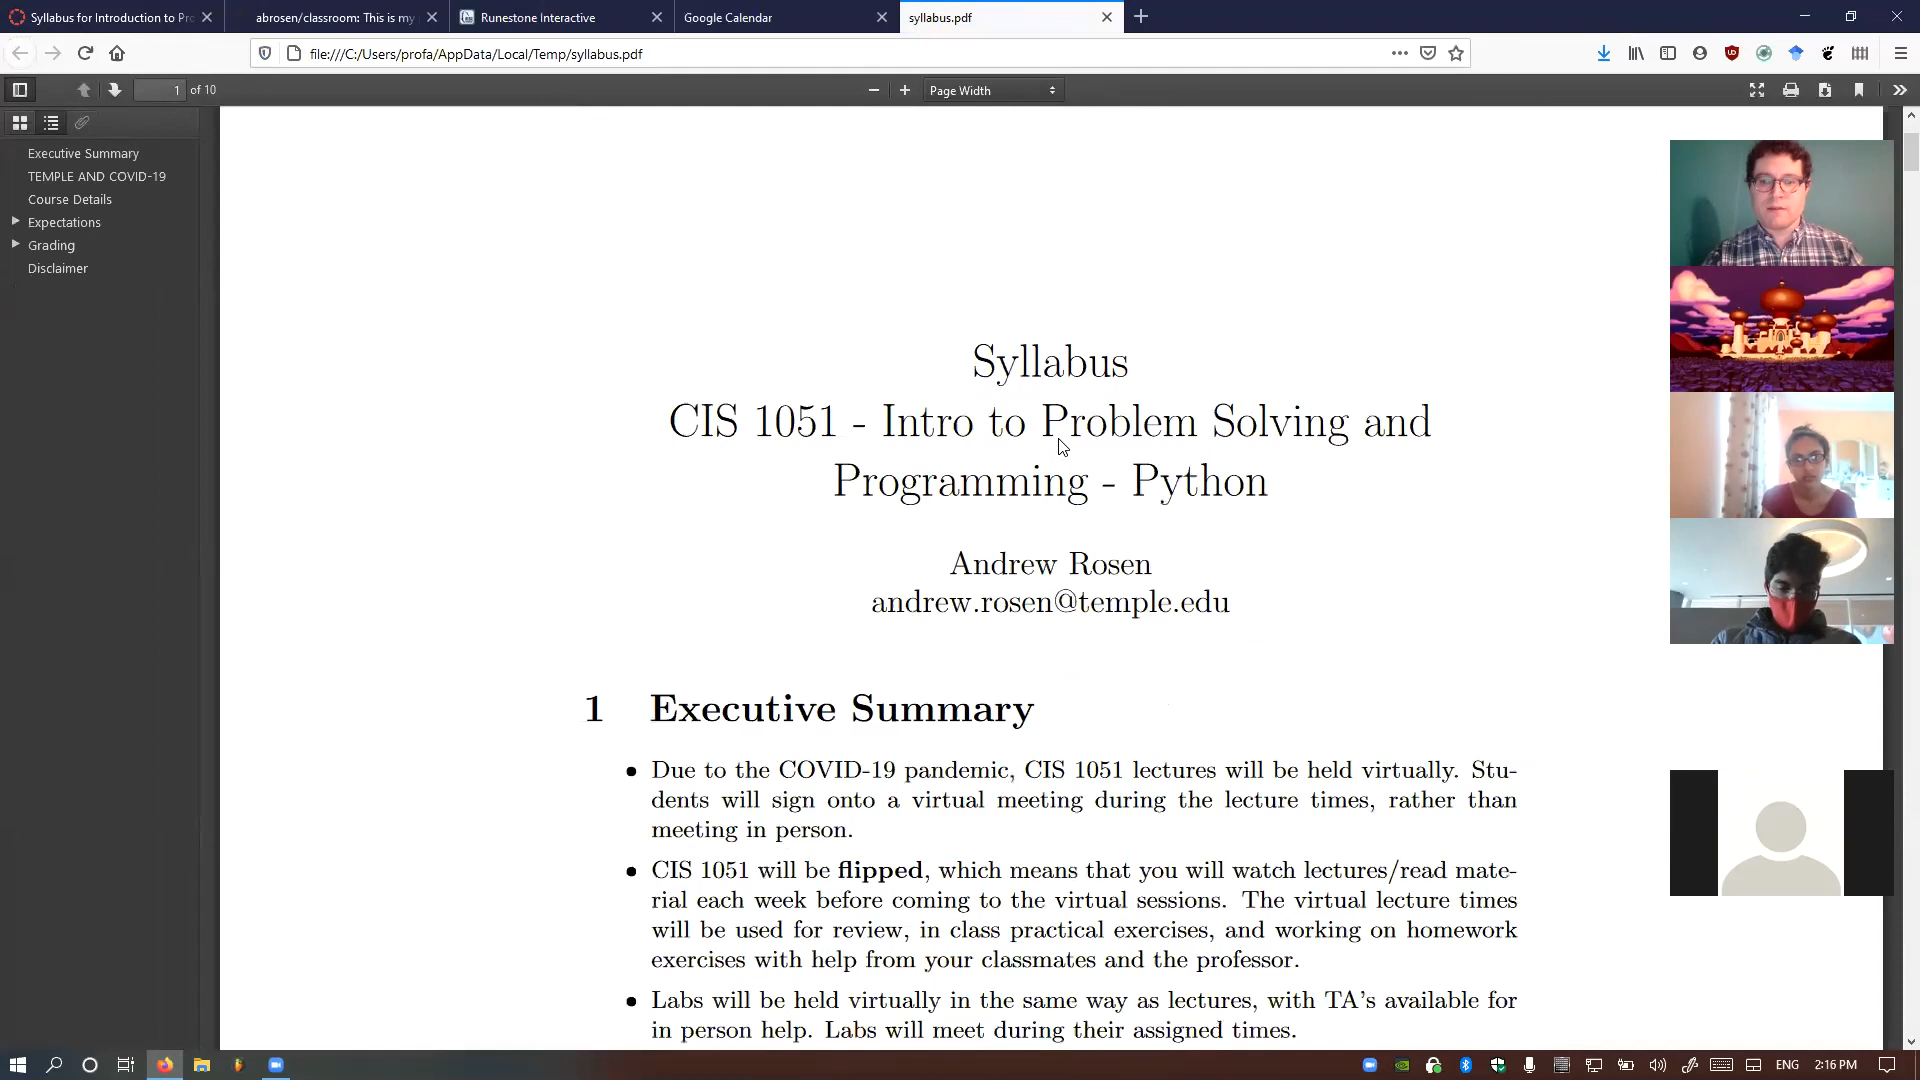 Syllabus for Introduction to Pro
abrosen/classroom: This is my
Runestone Interactive
Google Calendar
syllabus.pdf
file:///C:/Users/profa/AppData/Local/Temp/syllabus.pdf
1 of 10
Page Width
Executive Summary
TEMPLE AND COVID-19
Course Details
Expectations
Grading
Disclaimer
Syllabus
CIS 1051 - Intro to Problem Solving and
Programming - Python
Andrew Rosen
andrew.rosen@temple.edu
1 Executive Summary
• Due to the COVID-19 pandemic, CIS 1051 lectures will be held virtually. Stu-
dents will sign onto a virtual meeting during the lecture times, rather than
meeting in person.
• CIS 1051 will be flipped, which means that you will watch lectures/read mate-
rial each week before coming to the virtual sessions. The virtual lecture times
will be used for review, in class practical exercises, and working on homework
exercises with help from your classmates and the professor.
• Labs will be held virtually in the same way as lectures, with TA's available for
in person help. Labs will meet during their assigned times.
ENG
2:16 PM